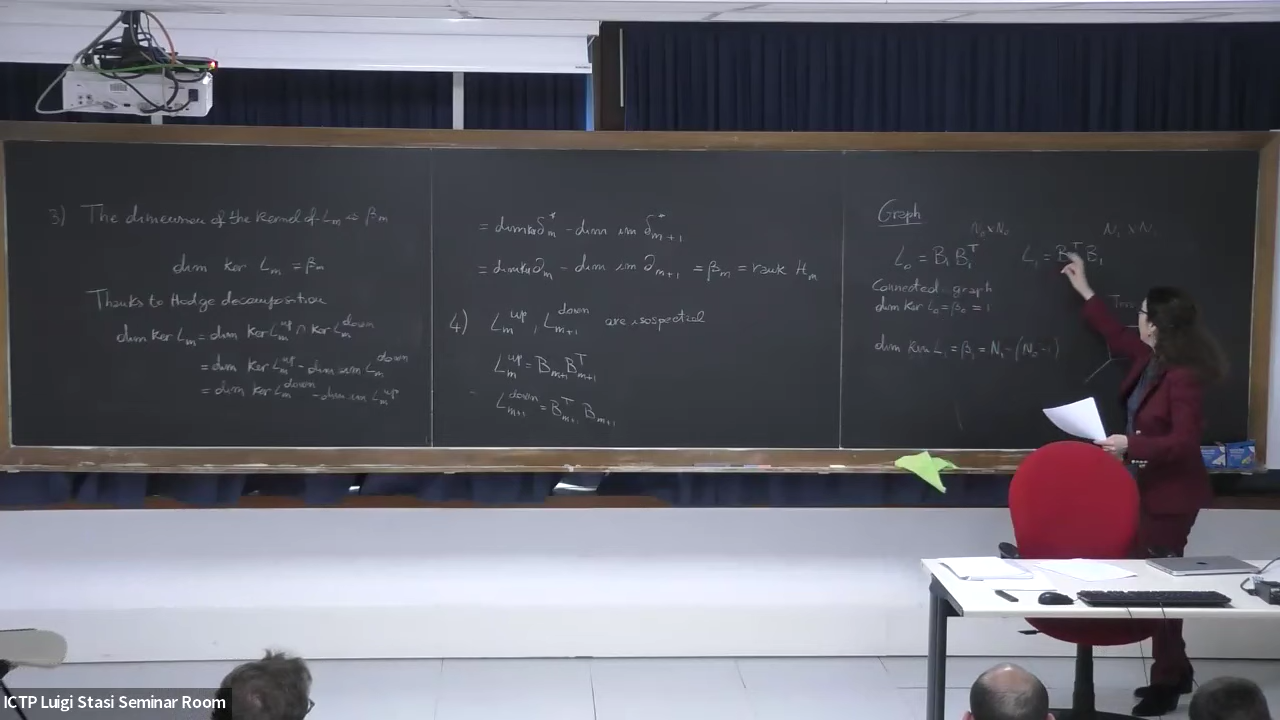 3) The dimension of the kernel of L_m is β_m
dim ker L_m = β_m
Thanks to Hodge decomposition
dim ker L_m = dim ker L_m^up ∩ ker L_m^down
= dim ker L_m^up - dim im L_m^down
= dim ker L_m^down - dim im L_m^up
= dim ker δ_m^* - dim im δ_{m+1}^*
= dim ker ∂_m - dim im ∂_{m+1} = β_m = rank H_m
4) L_m^up, L_{m+1}^down are isospectral
L_m^up = B_{m+1} B_{m+1}^T
L_{m+1}^down = B_{m+1}^T B_{m+1}
Graph
N_0 x N_0
L_0 = B_1 B_1^T
L_1 = B_1^T B_1
Connected graph
dim ker L_0 = β_0 = 1
dim ker L_1 = β_1 = N_1 - (N_0 - 1)
ICTP Luigi Stasi Seminar Room